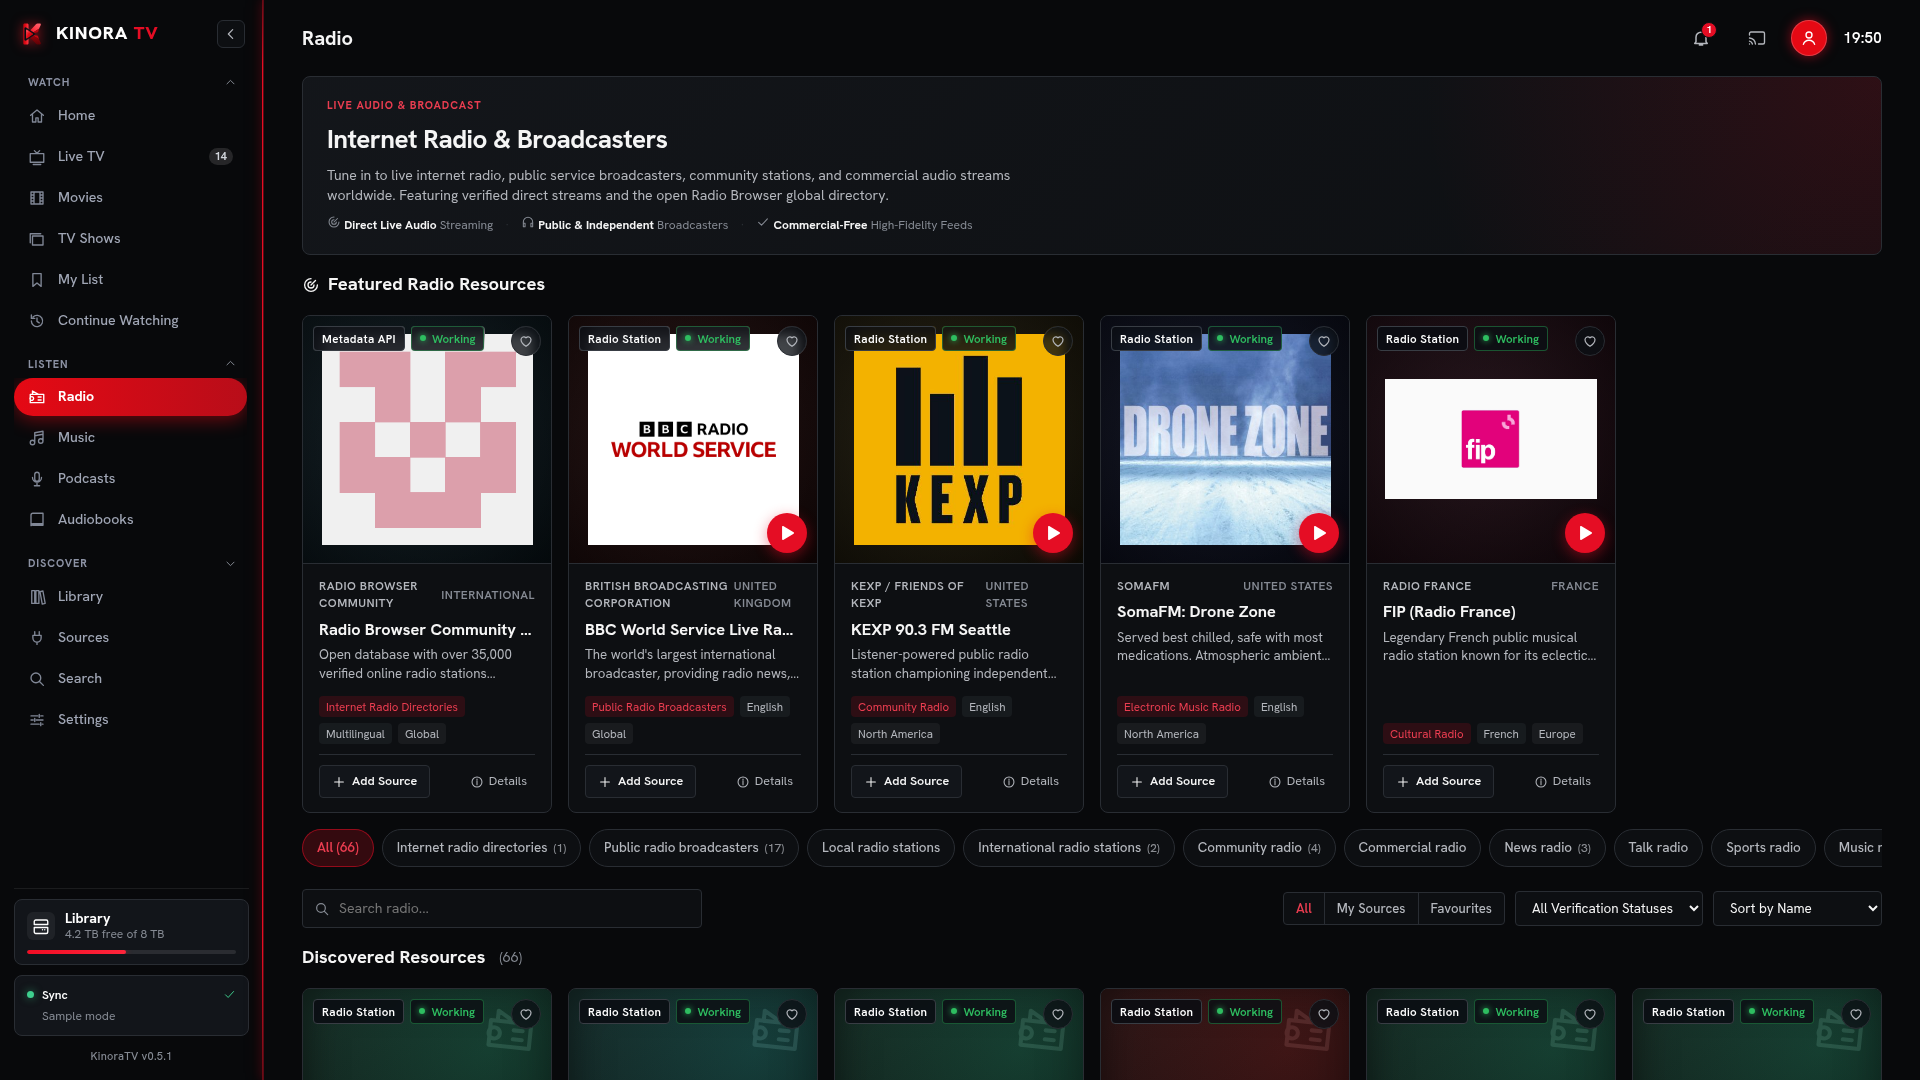 KINORA TV
WATCH
Home
Live TV 14
Movies
TV Shows
My List
Continue Watching
LISTEN
Radio
Music
Podcasts
Audiobooks
DISCOVER
Library
Sources
Search
Settings
Library
4.2 TB free of 8 TB
Sync
Sample mode
KinoraTV v0.5.1
Radio
1
19:50
LIVE AUDIO & BROADCAST
Internet Radio & Broadcasters
Tune in to live internet radio, public service broadcasters, community stations, and commercial audio streams
worldwide. Featuring verified direct streams and the open Radio Browser global directory.
Direct Live Audio Streaming · Public & Independent Broadcasters · Commercial-Free High-Fidelity Feeds
Featured Radio Resources
Metadata API Working
RADIO BROWSER
COMMUNITY
INTERNATIONAL
Radio Browser Community ...
Open database with over 35,000
verified online radio stations...
Internet Radio Directories
Multilingual Global
Add Source Details
Radio Station Working
BBC RADIO
WORLD SERVICE
BRITISH BROADCASTING
CORPORATION
UNITED
KINGDOM
BBC World Service Live Ra...
The world's largest international
broadcaster, providing radio news,...
Public Radio Broadcasters English
Global
Add Source Details
Radio Station Working
KEXP
KEXP / FRIENDS OF
KEXP
UNITED
STATES
KEXP 90.3 FM Seattle
Listener-powered public radio
station championing independent...
Community Radio English
North America
Add Source Details
Radio Station Working
DRONE ZONE
SOMAFM UNITED STATES
SomaFM: Drone Zone
Served best chilled, safe with most
medications. Atmospheric ambient...
Electronic Music Radio English
North America
Add Source Details
Radio Station Working
fip
RADIO FRANCE FRANCE
FIP (Radio France)
Legendary French public musical
radio station known for its eclectic...
Cultural Radio French Europe
Add Source Details
All (66) Internet radio directories (1) Public radio broadcasters (17) Local radio stations International radio stations (2) Community radio (4) Commercial radio News radio (3) Talk radio Sports radio Music r
Search radio... All My Sources Favourites All Verification Statuses Sort by Name
Discovered Resources (66)
Radio Station Working
Radio Station Working
Radio Station Working
Radio Station Working
Radio Station Working
Radio Station Working